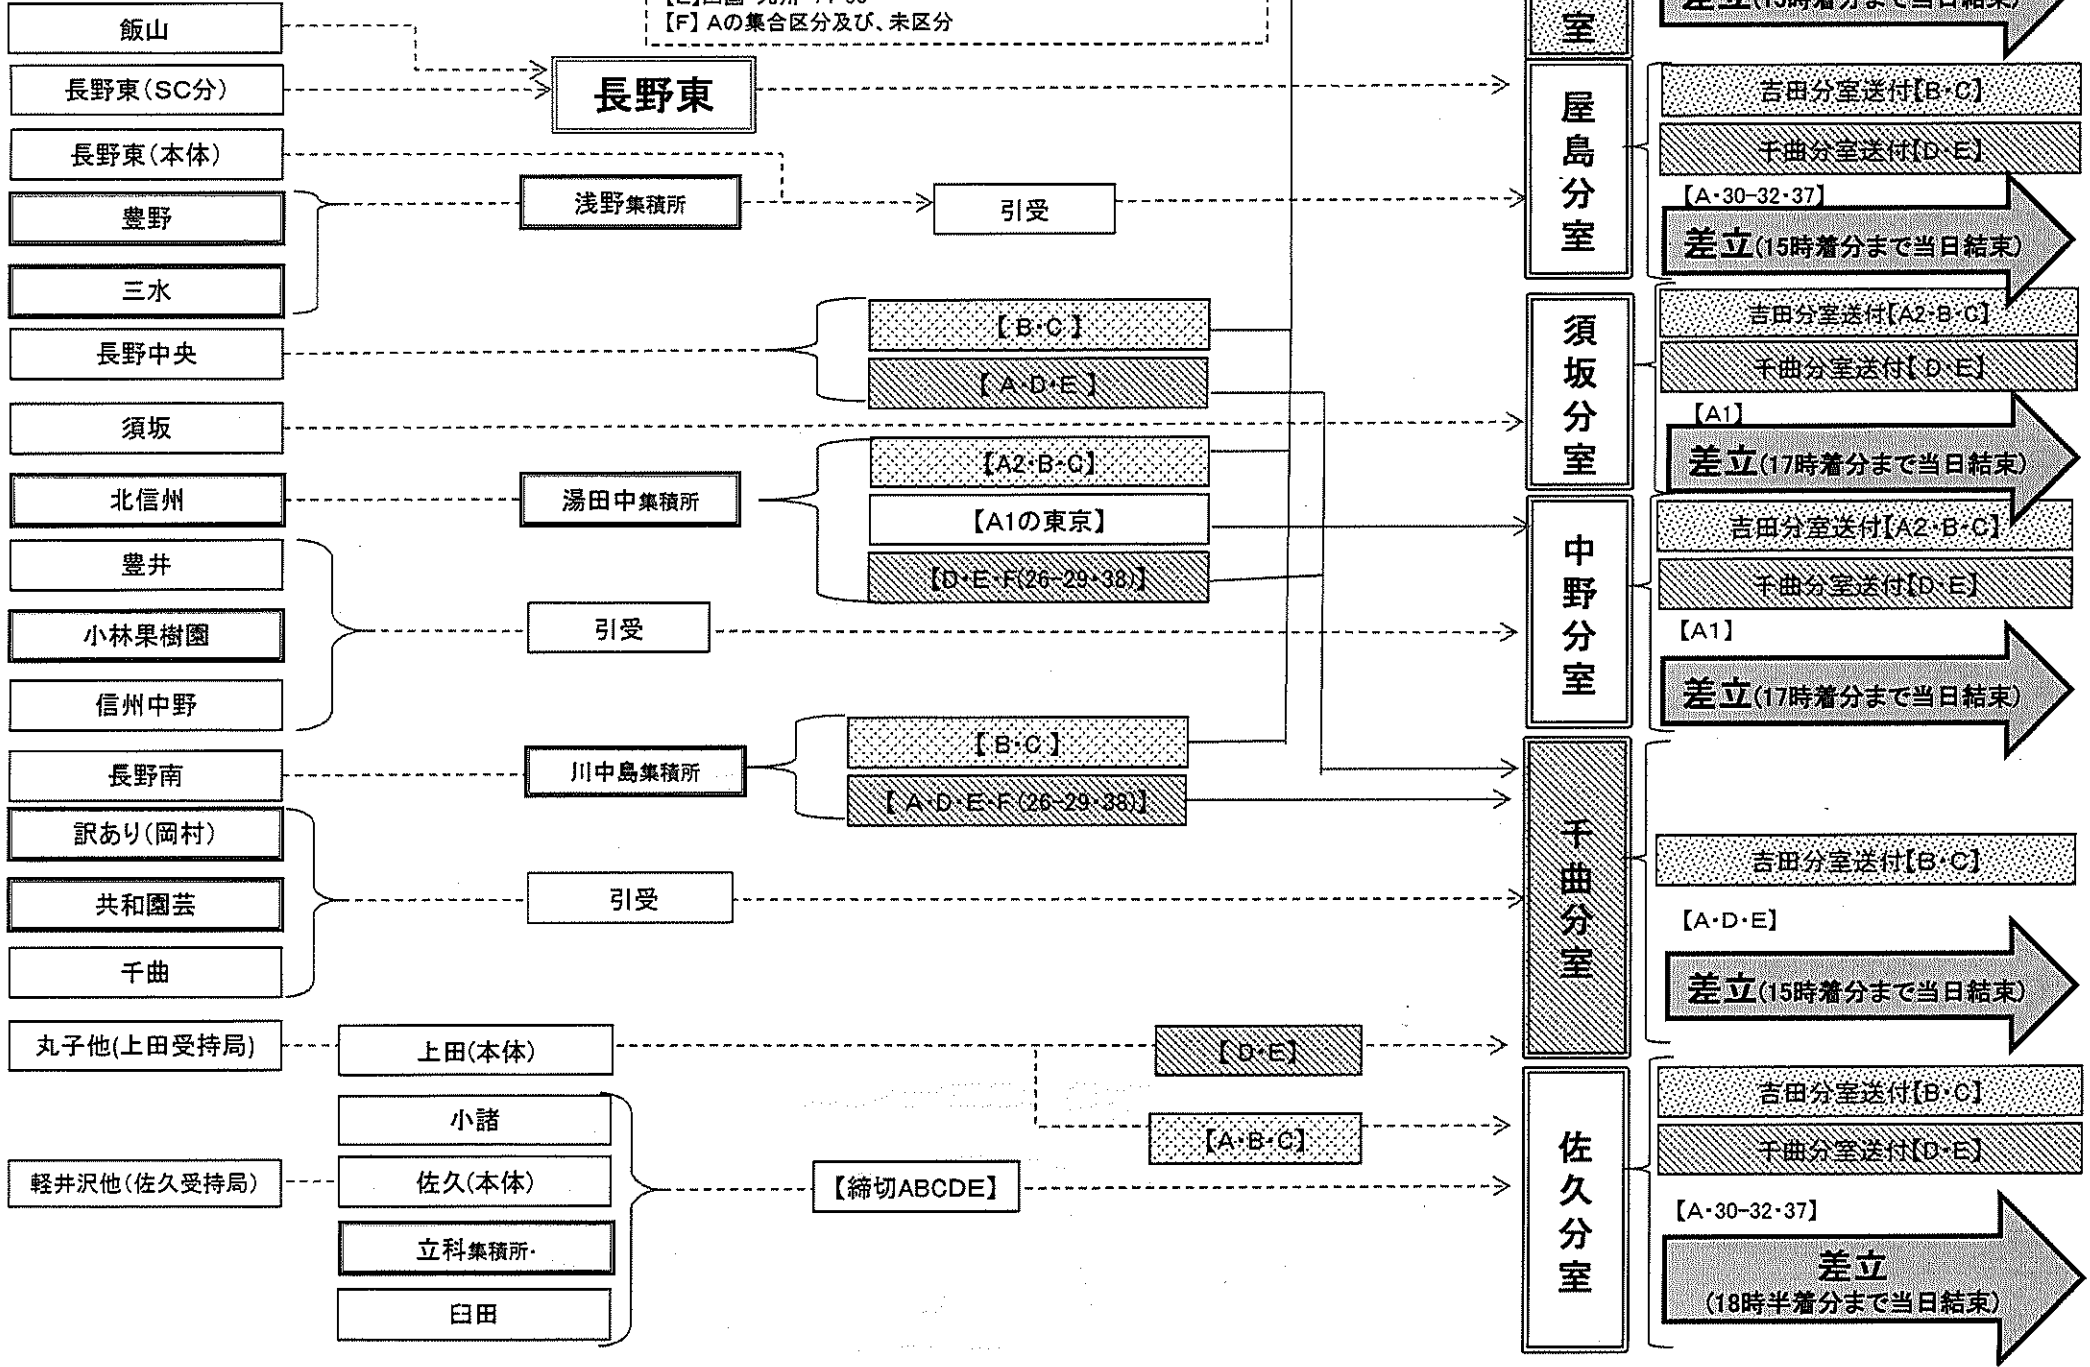 【F】 Aの集合区分及び、未区分
飯山
長野東(SC分)
長野東(本体)
豊野
三水
長野中央
須坂
北信州
豊井
小林果樹園
信州中野
長野南
訳あり(岡村)
共和園芸
千曲
丸子他(上田受持局)
軽井沢他(佐久受持局)
上田(本体)
小諸
佐久(本体)
立科集積所・
臼田
長野東
浅野集積所
引受
湯田中集積所
引受
川中島集積所
引受
【 B・C 】
【 A・D・E 】
【A2・B・C】
【A1の東京】
【D・E・F(26-29・38)】
【 B・C 】
【 A・D・E・F(26-29・38)】
【 D・E】
【A・B・C】
【締切ABCDE】
室
屋島分室
須坂分室
中野分室
千曲分室
佐久分室
差立(15時着分まで当日結束)
吉田分室送付【B・C】
千曲分室送付【D・E】
【A・30-32・37】
差立(15時着分まで当日結束)
吉田分室送付【A2・B・C】
千曲分室送付【 D・E】
【A1】
差立(17時着分まで当日結束)
吉田分室送付【A2・B・C】
千曲分室送付【D・E】
【A1】
差立(17時着分まで当日結束)
吉田分室送付【B・C】
【A・D・E】
差立(15時着分まで当日結束)
吉田分室送付【B・C】
千曲分室送付【D・E】
【A・30-32・37】
差立
(18時半着分まで当日結束)